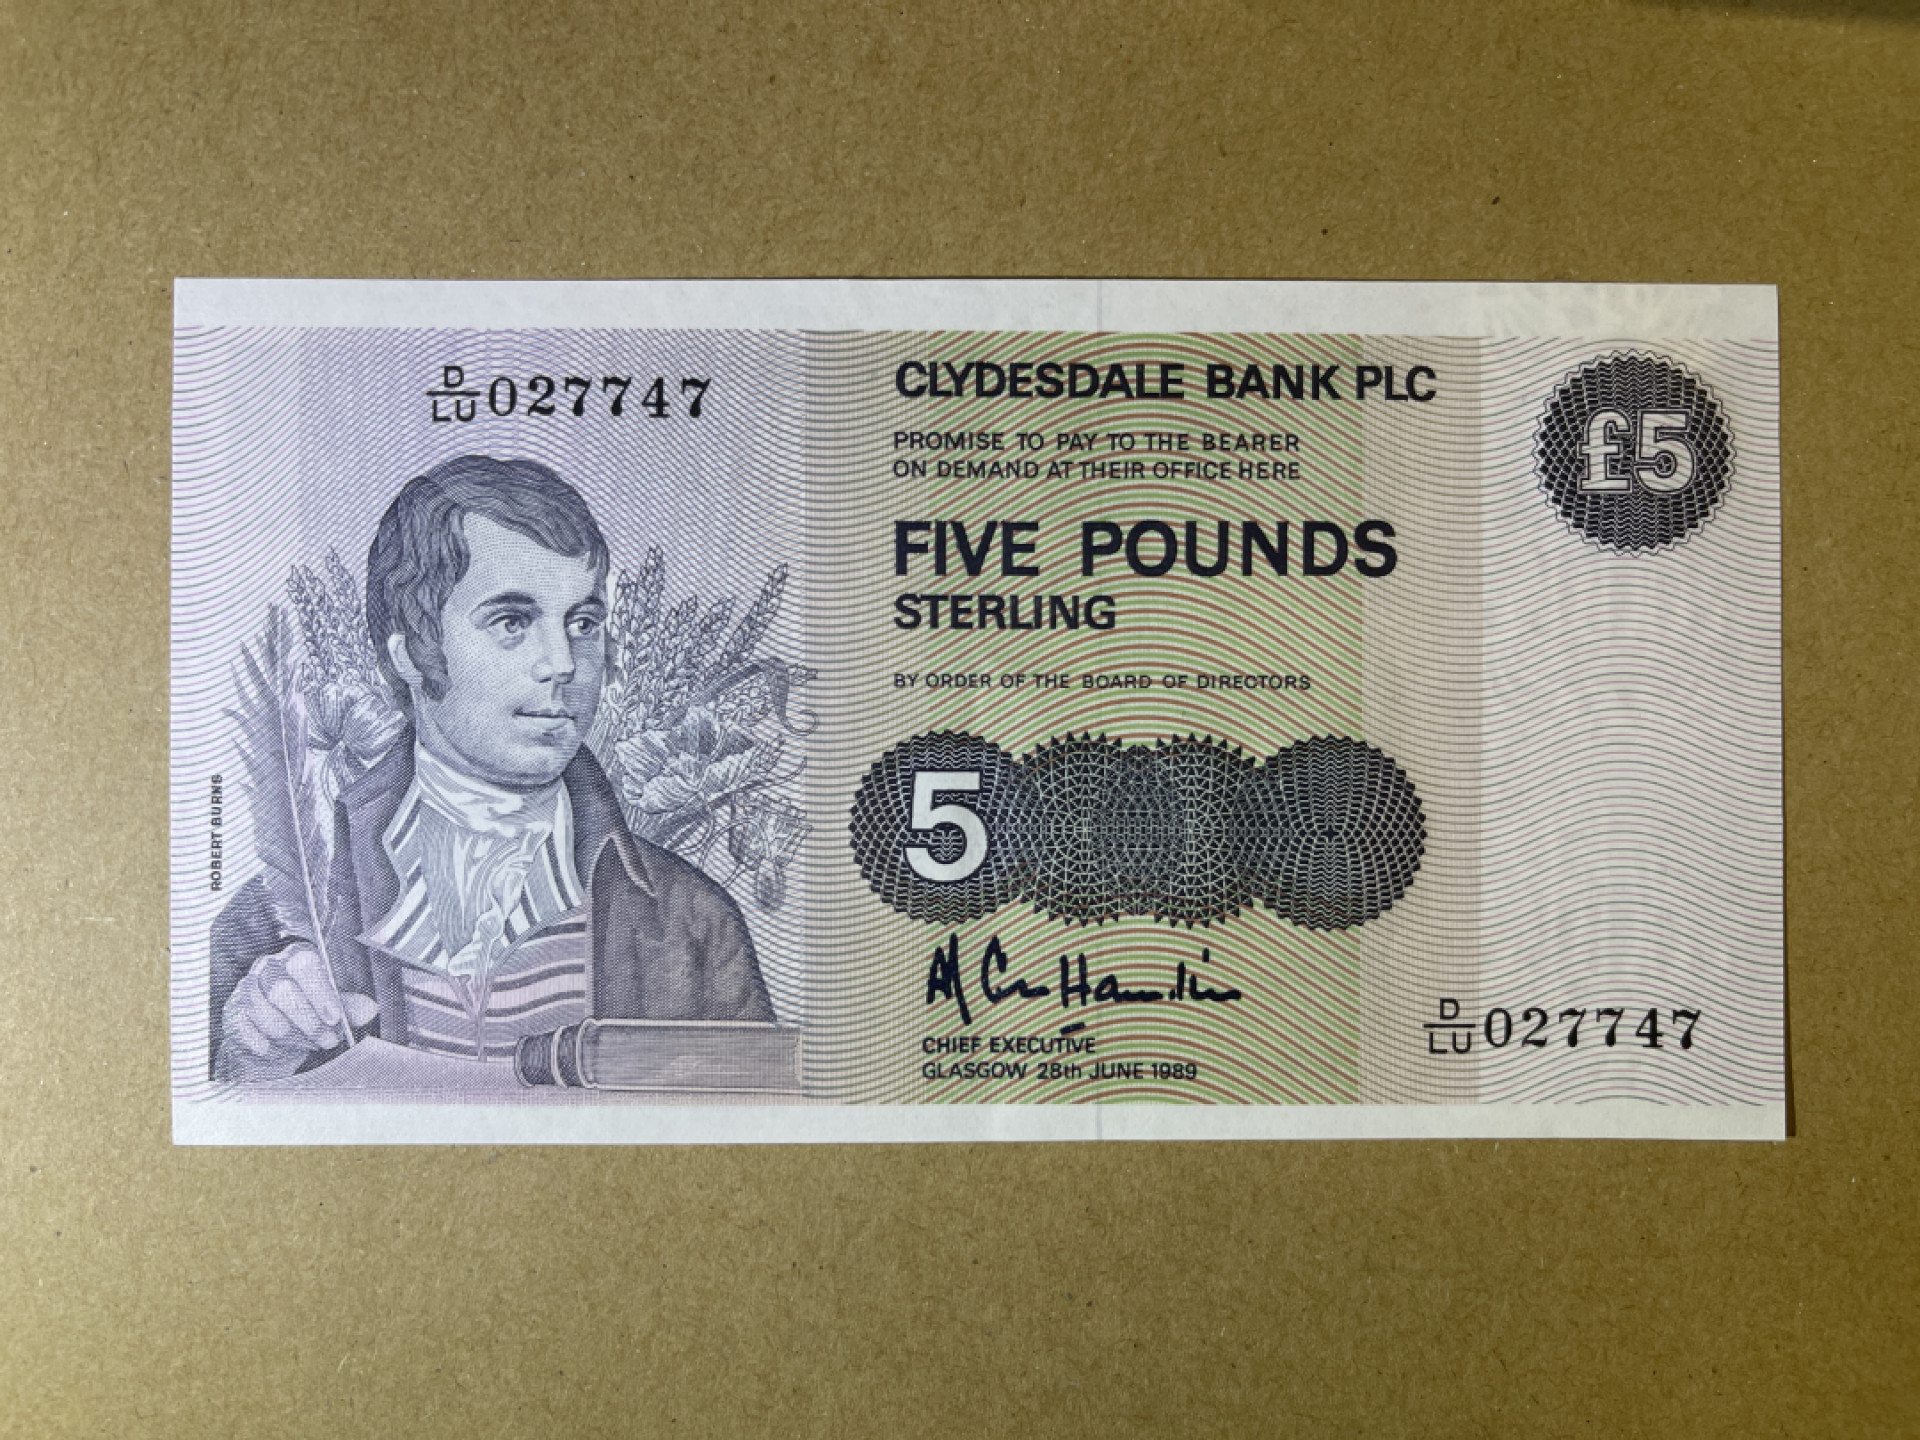 D/LU 027747
CLYDESDALE BANK PLC
PROMISE TO PAY TO THE BEARER
ON DEMAND AT THEIR OFFICE HERE
£5
FIVE POUNDS
STERLING
BY ORDER OF THE BOARD OF DIRECTORS
ROBERT BURNS
5
CHIEF EXECUTIVE
GLASGOW 28th JUNE 1989
D/LU 027747